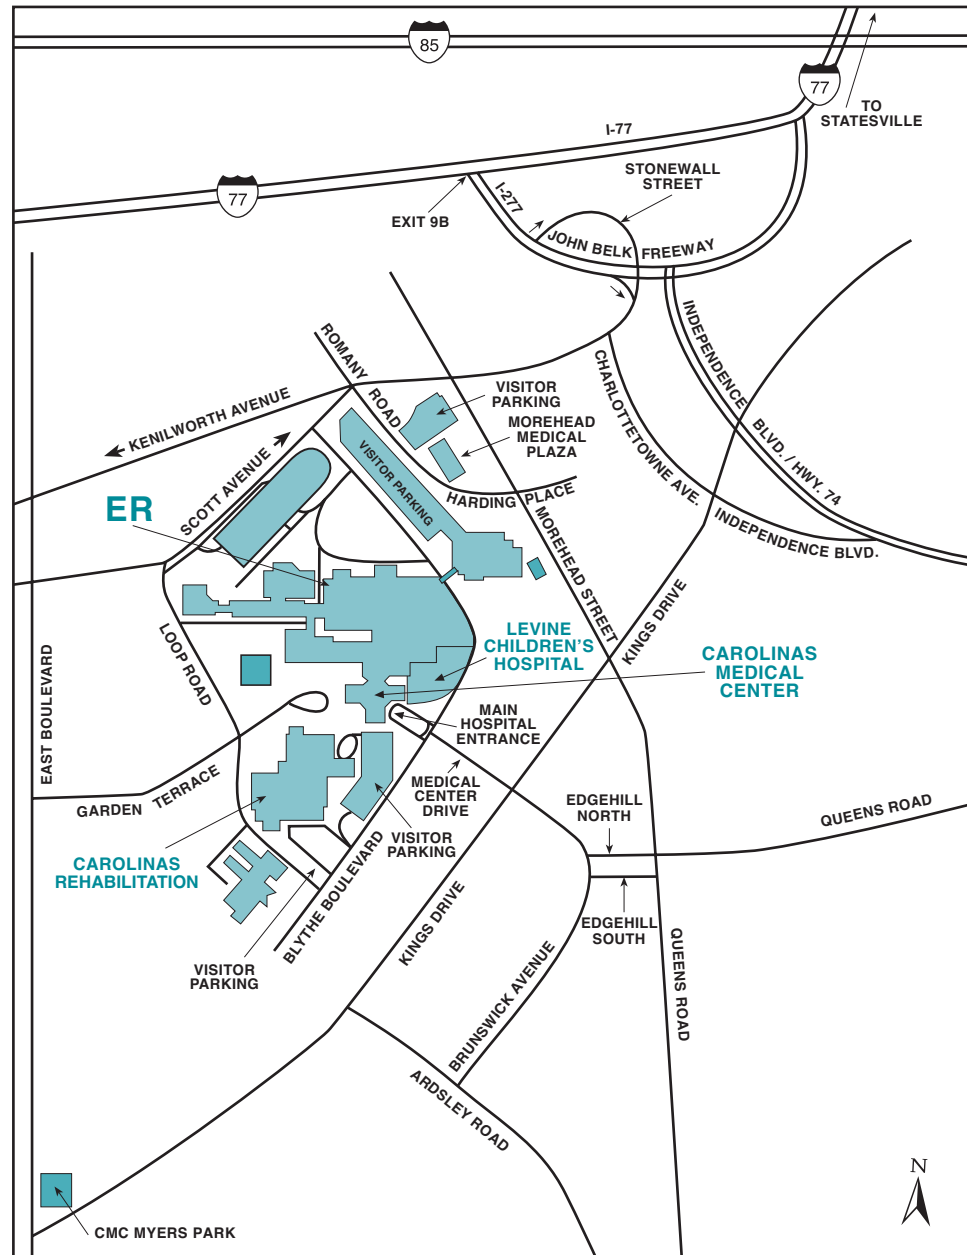 85
77
TO
STATESVILLE
I-77
STONEWALL
STREET
77
I-277
EXIT 9B
JOHN BELK FREEWAY
ROMANY ROAD
INDEPENDENCE BLVD. / HWY. 74
CHARLOTTETOWNE AVE.
KENILWORTH AVENUE
VISITOR
PARKING
MOREHEAD
MEDICAL
PLAZA
SCOTT AVENUE
VISITOR PARKING
HARDING PLACE
ER
MOREHEAD STREET
INDEPENDENCE BLVD.
KINGS DRIVE
LEVINE
CHILDREN'S
HOSPITAL
CAROLINAS
MEDICAL
CENTER
LOOP ROAD
EAST BOULEVARD
MAIN
HOSPITAL
ENTRANCE
GARDEN TERRACE
MEDICAL
CENTER
DRIVE
EDGEHILL
NORTH
QUEENS ROAD
VISITOR
PARKING
CAROLINAS
REHABILITATION
BLYTHE BOULEVARD
KINGS DRIVE
EDGEHILL
SOUTH
VISITOR
PARKING
QUEENS ROAD
BRUNSWICK AVENUE
ARDSLEY ROAD
N
CMC MYERS PARK